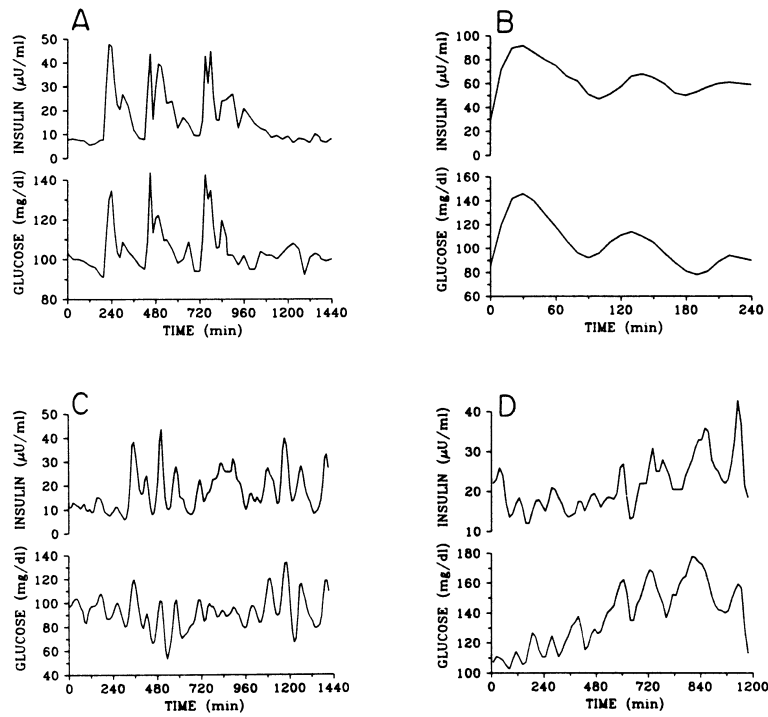 A
INSULIN (μU/ml)
50
40
30
20
10
0
GLUCOSE (mg/dl)
140
120
100
80
0 240 480 720 960 1200 1440
TIME (min)
B
INSULIN (μU/ml)
100
80
60
40
20
0
GLUCOSE (mg/dl)
160
140
120
100
80
60
0 60 120 180 240
TIME (min)
C
INSULIN (μU/ml)
50
40
30
20
10
0
GLUCOSE (mg/dl)
140
120
100
80
60
40
0 240 480 720 960 1200 1440
TIME (min)
D
INSULIN (μU/ml)
40
30
20
10
GLUCOSE (mg/dl)
180
160
140
120
100
0 240 480 720 840 1200
TIME (min)